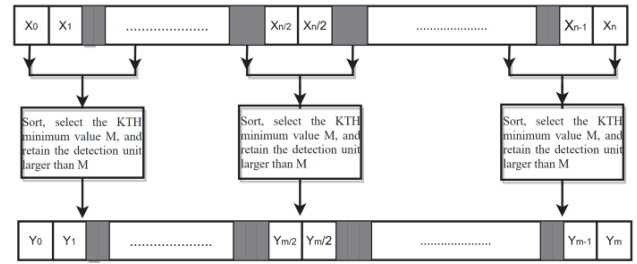 X0 X1 ..................... Xn/2 Xn/2 ..................... Xn-1 Xn
Sort, select the KTH
minimum value M, and
retain the detection unit
larger than M
Sort, select the KTH
minimum value M, and
retain the detection unit
larger than M
Sort, select the KTH
minimum value M, and
retain the detection unit
larger than M
Y0 Y1 ..................... Ym/2 Ym/2 ..................... Ym-1 Ym